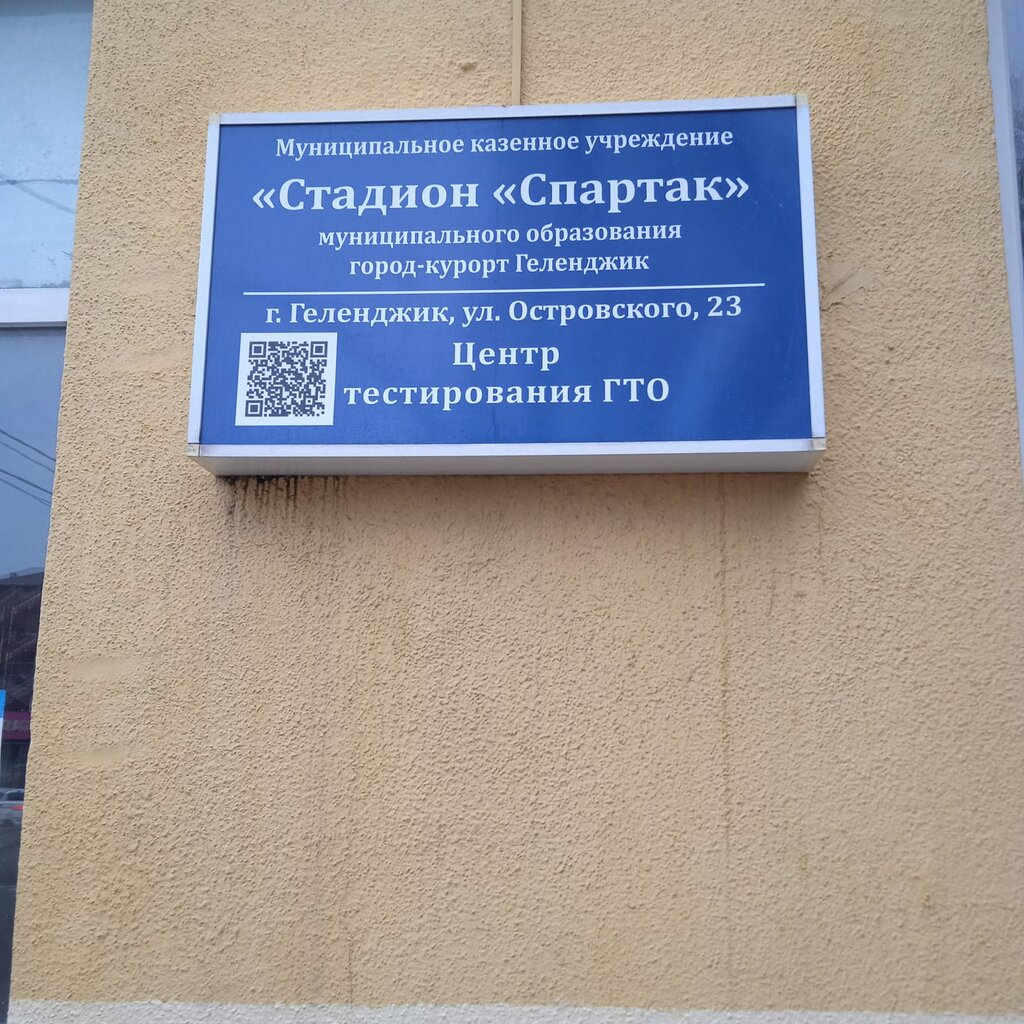 Муниципальное казенное учреждение
«Стадион «Спартак»
муниципального образования
город-курорт Геленджик
г. Геленджик, ул. Островского, 23
Центр
тестирования ГТО